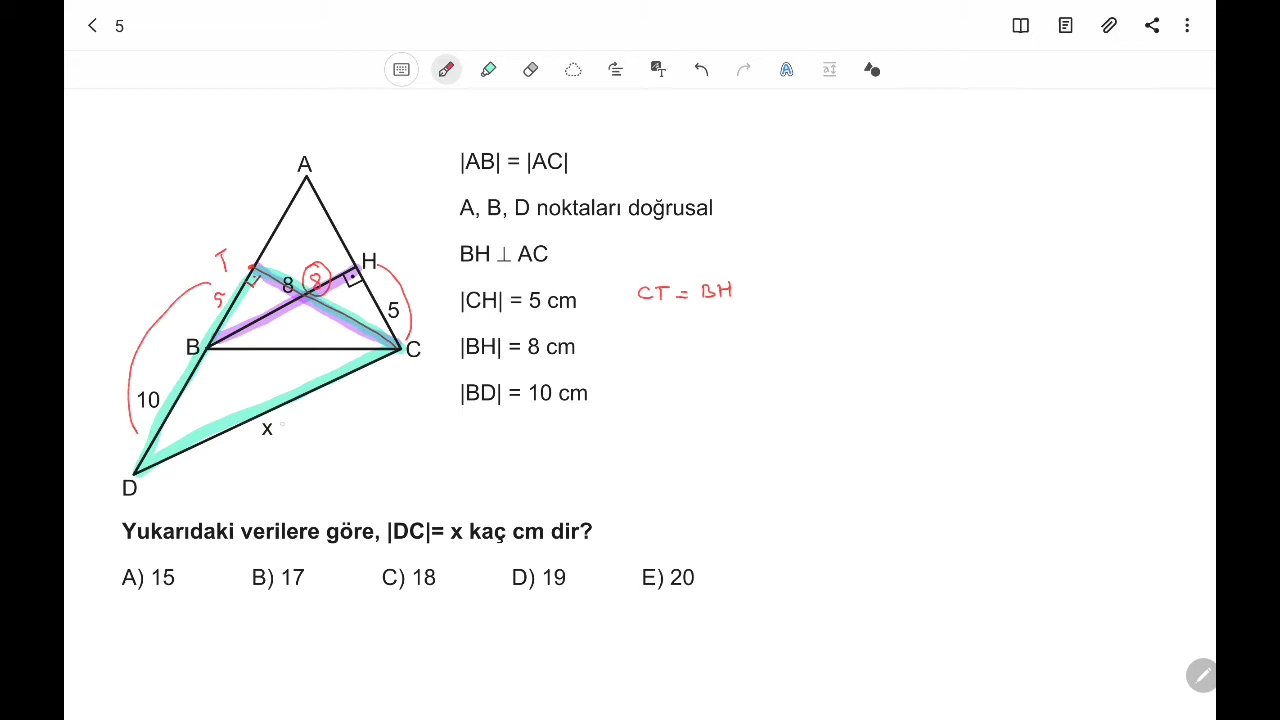 5
A
|AB| = |AC|
A, B, D noktaları doğrusal
BH ⊥ AC
T
H
8
8
|CH| = 5 cm
CT = BH
5
5
B
C
|BH| = 8 cm
10
|BD| = 10 cm
x
D
Yukarıdaki verilere göre, |DC|= x kaç cm dir?
A) 15 B) 17 C) 18 D) 19 E) 20